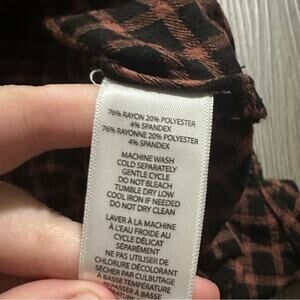 76% RAYON 20% POLYESTER
4% SPANDEX
76% RAYONNE 20% POLYESTER
4% SPANDEX
MACHINE WASH
COLD SEPARATELY
GENTLE CYCLE
DO NOT BLEACH
TUMBLE DRY LOW
COOL IRON IF NEEDED
DO NOT DRY CLEAN
LAVER À LA MACHINE
À L'EAU FROIDE AU
CYCLE DÉLICAT
SÉPARÉMENT
NE PAS UTILISER DE
CHLORURE DÉCOLORANT
SÉCHER PAR CULBUTAGE
À BASSE TEMPÉRATURE
REPASSER À BASSE